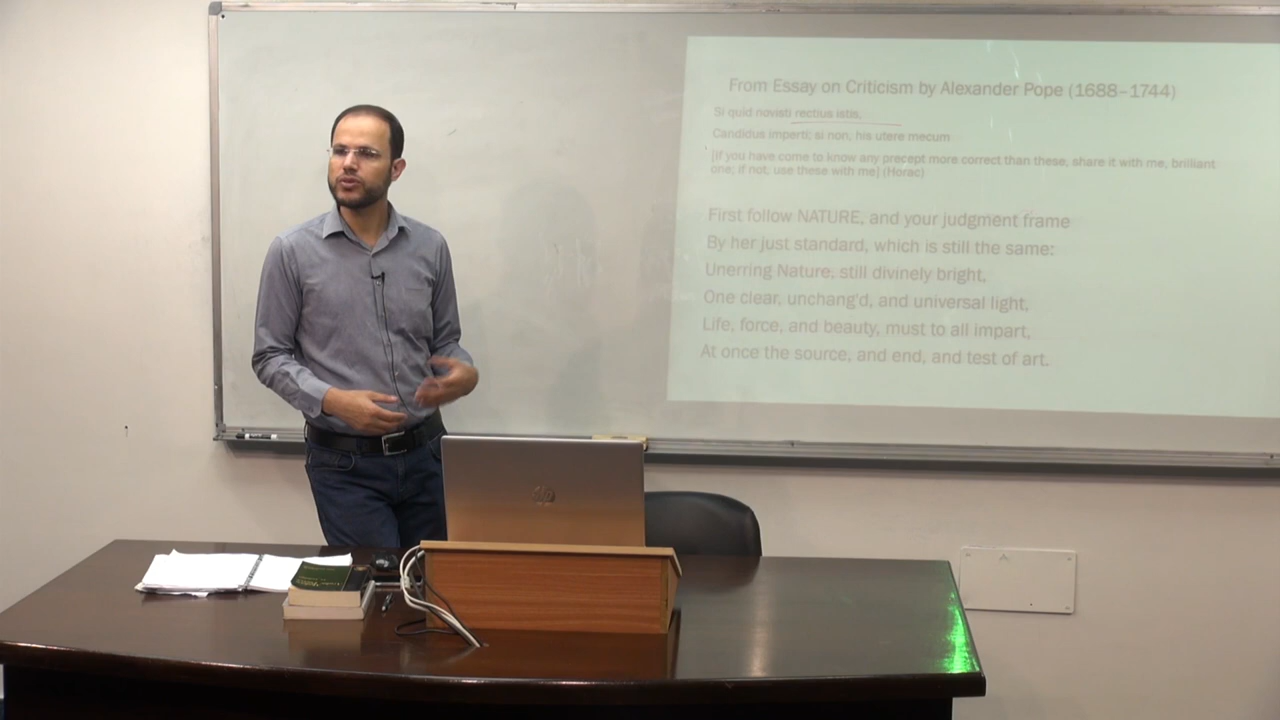 From Essay on Criticism by Alexander Pope (1688–1744)
Si quid novisti rectius istis,
Candidus imperti; si non, his utere mecum
[If you have come to know any precept more correct than these, share it with me, brilliant
one; if not, use these with me] (Horac)
First follow NATURE, and your judgment frame
By her just standard, which is still the same:
Unerring Nature, still divinely bright,
One clear, unchang'd, and universal light,
Life, force, and beauty, must to all impart,
At once the source, and end, and test of art.
hp